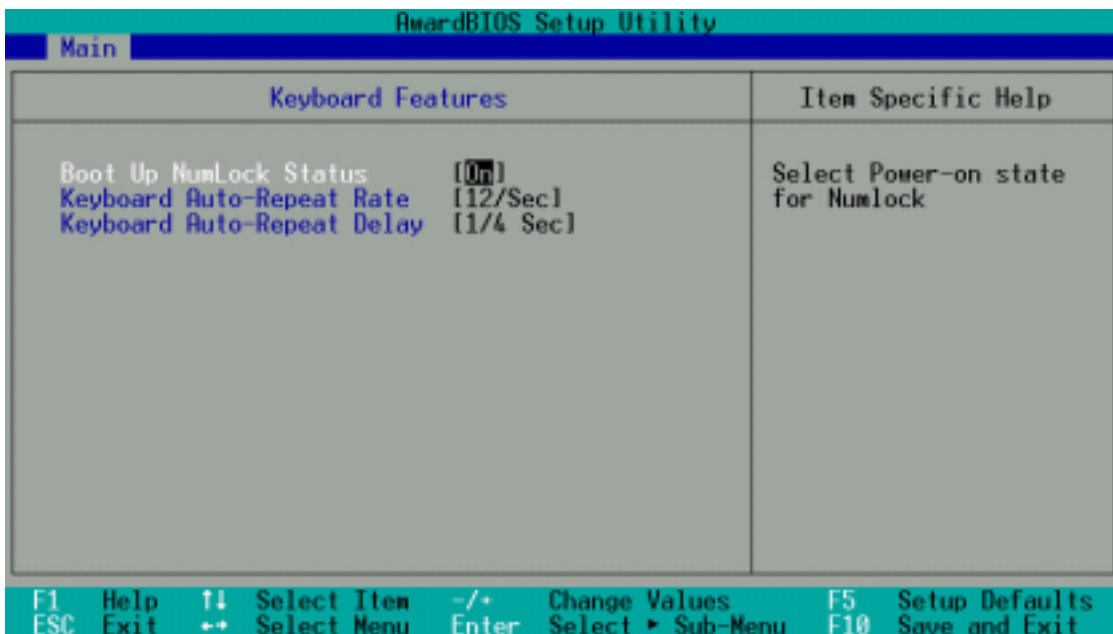 AwardBIOS Setup Utility
Main
Keyboard Features
Item Specific Help
Boot Up NumLock Status [On]
Keyboard Auto-Repeat Rate [12/Sec]
Keyboard Auto-Repeat Delay [1/4 Sec]
Select Power-on state
for Numlock
F1 Help ↑↓ Select Item -/+ Change Values F5 Setup Defaults
ESC Exit ←→ Select Menu Enter Select ► Sub-Menu F10 Save and Exit